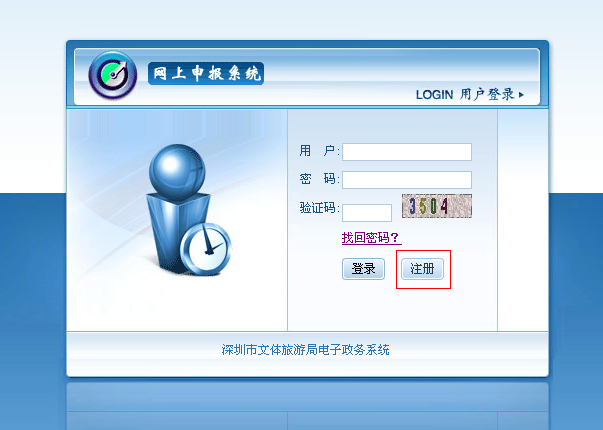 网上申报系统
LOGIN 用户登录
用 户:
密 码:
验证码:
3504
找回密码?
登录
注册
深圳市文体旅游局电子政务系统